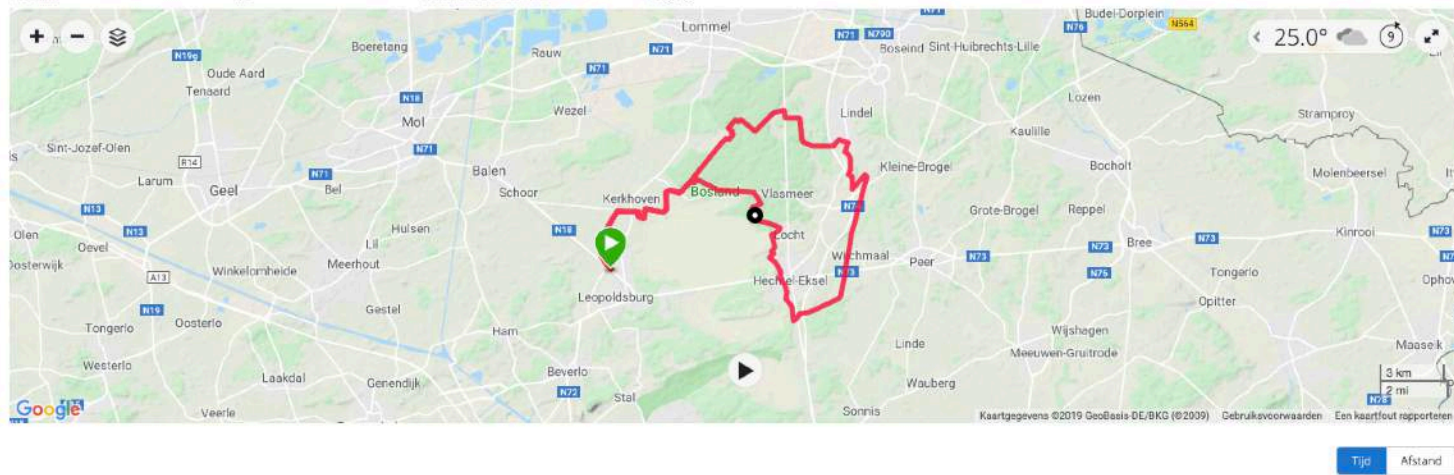 Lommel
Budel-Dorplein
N71
N76
N564
+
−
25.0°
9
N19g
Boeretang
Rauw
N71
N71
N790
Boseind
Sint-Huibrechts-Lille
Oude Aard
Tenaard
N71
N18
Wezel
Lindel
Lozen
Stramproy
Mol
Kaulille
Sint-Jozef-Olen
N71
R14
Balen
Kleine-Brogel
Bocholt
Molenbeersel
Larum
Geel
N71
Bel
Schoor
Kerkhoven
Bosland
Vlasmeer
N13
N74
Grote-Brogel
Reppel
Olen
N13
Hulsen
N18
Locht
Bree
N73
Kinrooi
N73
Oevel
Lil
N73
Oosterwijk
Meerhout
Wijchmaal
Peer
N73
A13
Winkelomheide
N73
N76
Tongerlo
Hechtel-Eksel
Leopoldsburg
Opitter
N19
Gestel
Tongerlo
Oosterlo
Ham
Wijshagen
Linde
Meeuwen-Gruitrode
Maaseik
Westerlo
Beverlo
3 km
Laakdal
Genendijk
Wauberg
2 mi
N72
Stal
N78
Google
Veerle
Sonnis
Kaartgegevens ©2019 GeoBasis-DE/BKG (©2009)
Gebruiksvoorwaarden
Een kaartfout rapporteren
Tijd
Afstand